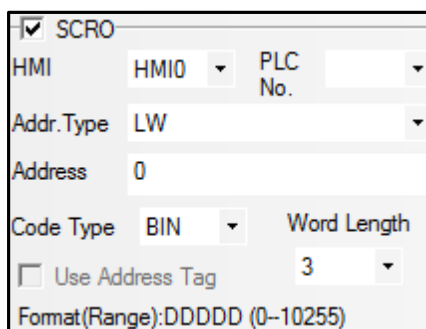 SCRO
HMI HMI0 PLC No.
Addr.Type LW
Address 0
Code Type BIN Word Length
Use Address Tag 3
Format(Range):DDDDD (0--10255)